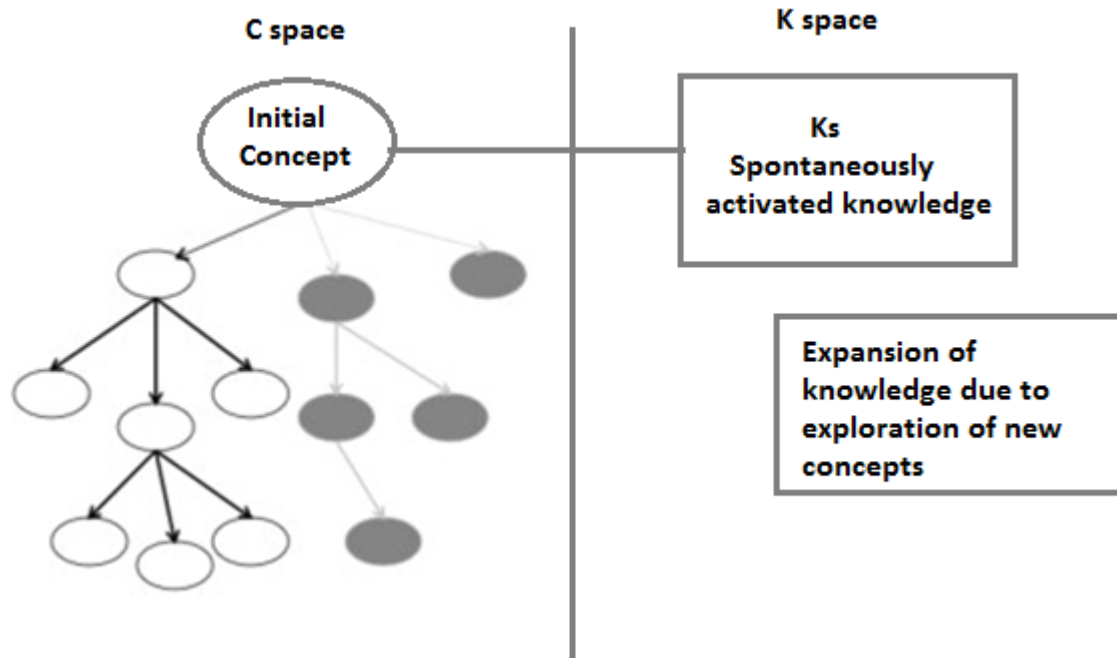 C space
K space
Initial
Concept
Ks
Spontaneously
activated knowledge
Expansion of
knowledge due to
exploration of new
concepts